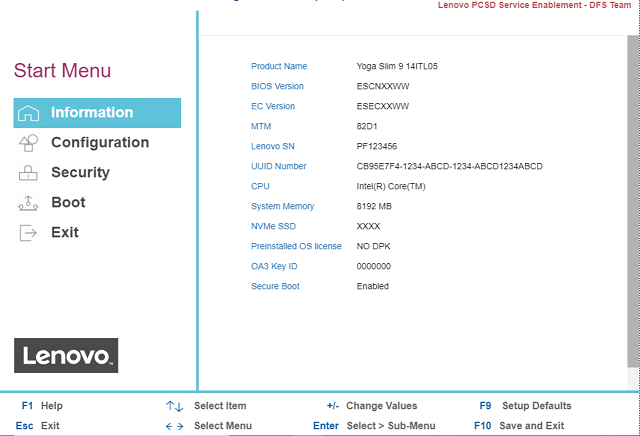 Lenovo PCSD Service Enablement - DFS Team
Start Menu
Information
Configuration
Security
Boot
Exit
Product Name Yoga Slim 9 14ITL05
BIOS Version ESCNXXWW
EC Version ESECXXWW
MTM 82D1
Lenovo SN PF123456
UUID Number CB95E7F4-1234-ABCD-1234-ABCD1234ABCD
CPU Intel(R) Core(TM)
System Memory 8192 MB
NVMe SSD XXXX
Preinstalled OS license NO DPK
OA3 Key ID 0000000
Secure Boot Enabled
Lenovo™
F1 Help ↑↓ Select Item +/- Change Values F9 Setup Defaults
Esc Exit ←→ Select Menu Enter Select > Sub-Menu F10 Save and Exit